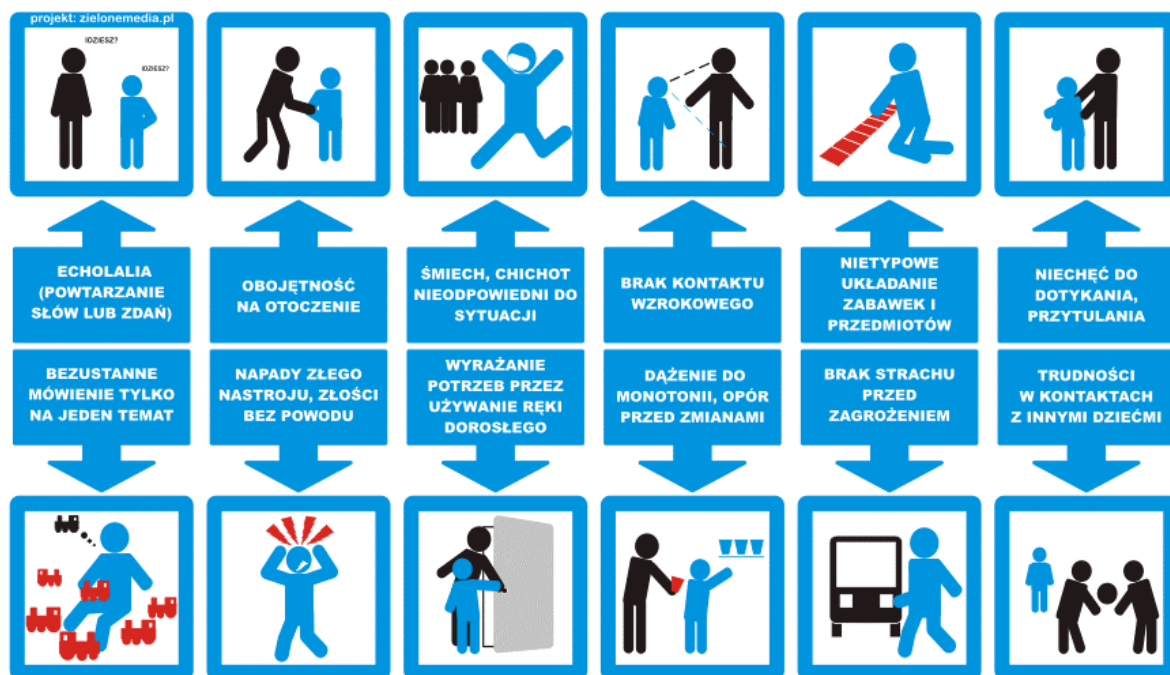 projekt: zielonemedia.pl
IDZIESZ?
IDZIESZ?
ECHOLALIA
(POWTARZANIE
SŁÓW LUB ZDAŃ)
OBOJĘTNOŚĆ
NA OTOCZENIE
ŚMIECH, CHICHOT
NIEODPOWIEDNI DO
SYTUACJI
BRAK KONTAKTU
WZROKOWEGO
NIETYPOWE
UKŁADANIE
ZABAWEK I
PRZEDMIOTÓW
NIECHĘĆ DO
DOTYKANIA,
PRZYTULANIA
BEZUSTANNE
MÓWIENIE TYLKO
NA JEDEN TEMAT
NAPADY ZŁEGO
NASTROJU, ZŁOŚCI
BEZ POWODU
WYRAŻANIE
POTRZEB PRZEZ
UŻYWANIE RĘKI
DOROSŁEGO
DĄŻENIE DO
MONOTONII, OPÓR
PRZED ZMIANAMI
BRAK STRACHU
PRZED
ZAGROŻENIEM
TRUDNOŚCI
W KONTAKTACH
Z INNYMI DZIEĆMI